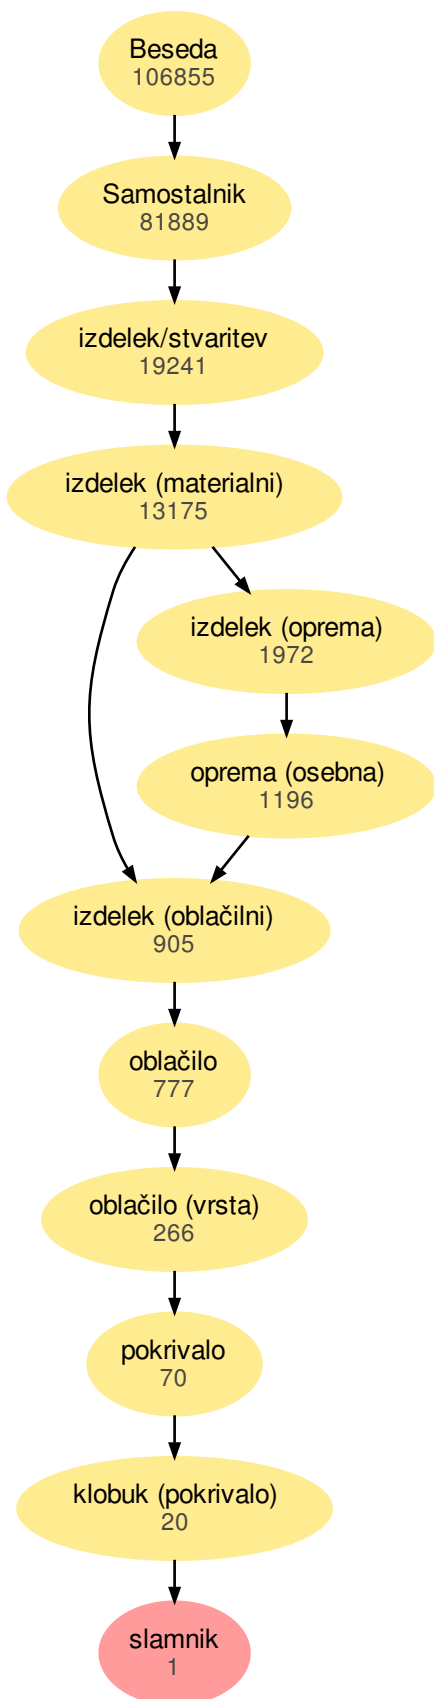 Beseda
106855
Samostalnik
81889
izdelek/stvaritev
19241
izdelek (materialni)
13175
izdelek (oprema)
1972
oprema (osebna)
1196
izdelek (oblačilni)
905
oblačilo
777
oblačilo (vrsta)
266
pokrivalo
70
klobuk (pokrivalo)
20
slamnik
1